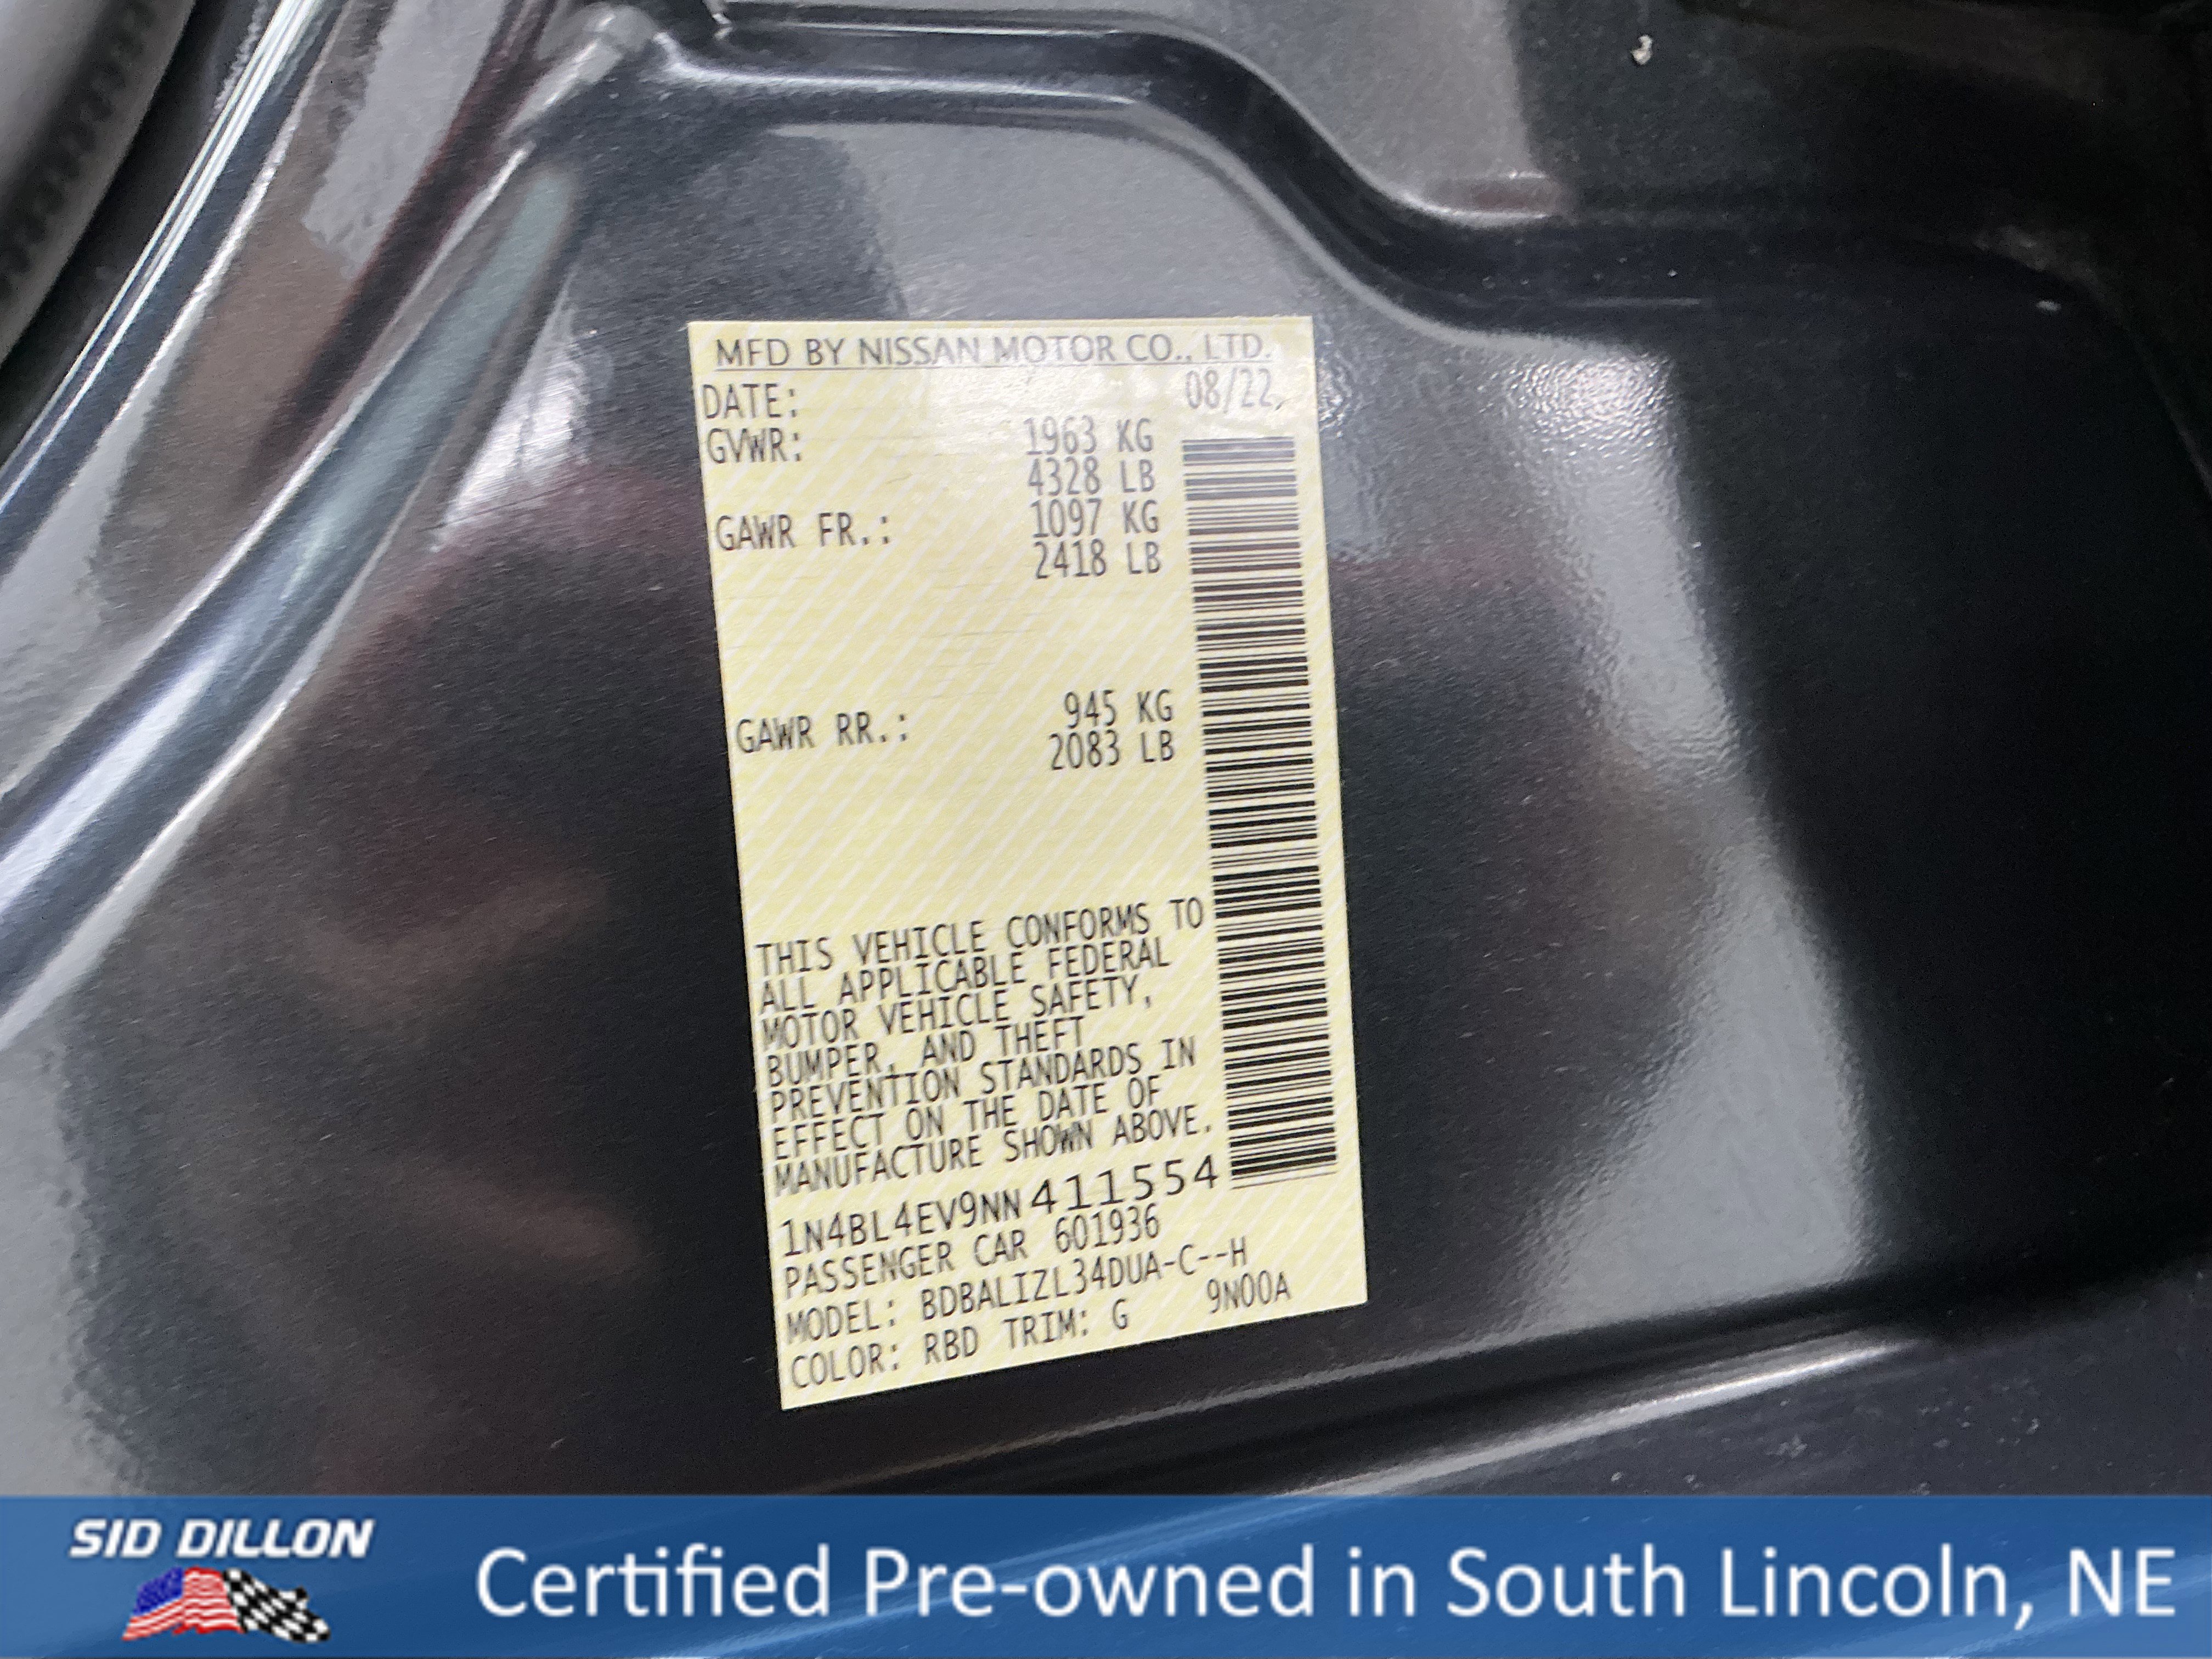 MFD BY NISSAN MOTOR CO., LTD.
DATE: 08/22,
GVWR: 1963 KG
4328 LB
GAWR FR.: 1097 KG
2418 LB
GAWR RR.: 945 KG
2083 LB
THIS VEHICLE CONFORMS TO
ALL APPLICABLE FEDERAL
MOTOR VEHICLE SAFETY,
BUMPER, AND THEFT
PREVENTION STANDARDS IN
EFFECT ON THE DATE OF
MANUFACTURE SHOWN ABOVE.
1N4BL4EV9NN411554
PASSENGER CAR 601936
MODEL: BDBALIZL34DUA-C--H
COLOR: RBD TRIM: G 9N00A
SID DILLON
Certified Pre-owned in South Lincoln, NE